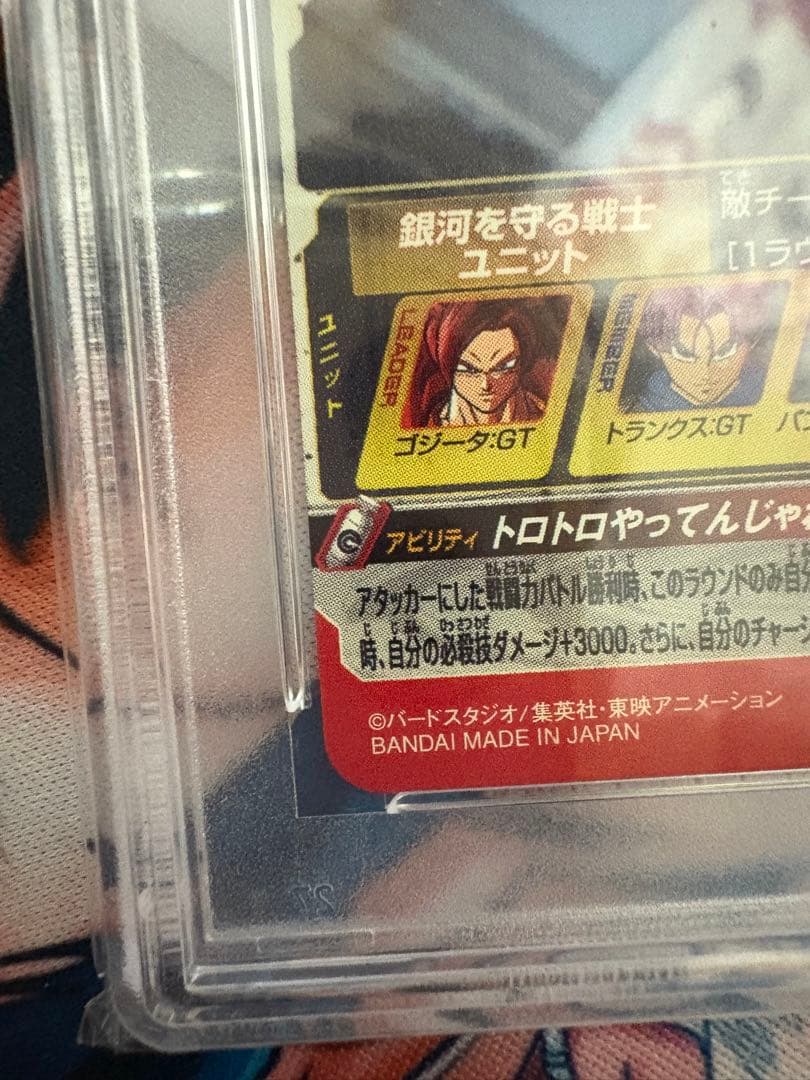 銀河を守る戦士
ユニット
敵チー
[1ラウ
ユニット
LEADER
ゴジータ:GT
MEMBER
トランクス:GT
パン
アビリティ トロトロやってんじゃね
アタッカーにした戦闘力バトル勝利時、このラウンドのみ自分
時、自分の必殺技ダメージ+3000。さらに、自分のチャージ
©バードスタジオ/集英社・東映アニメーション
BANDAI MADE IN JAPAN
27